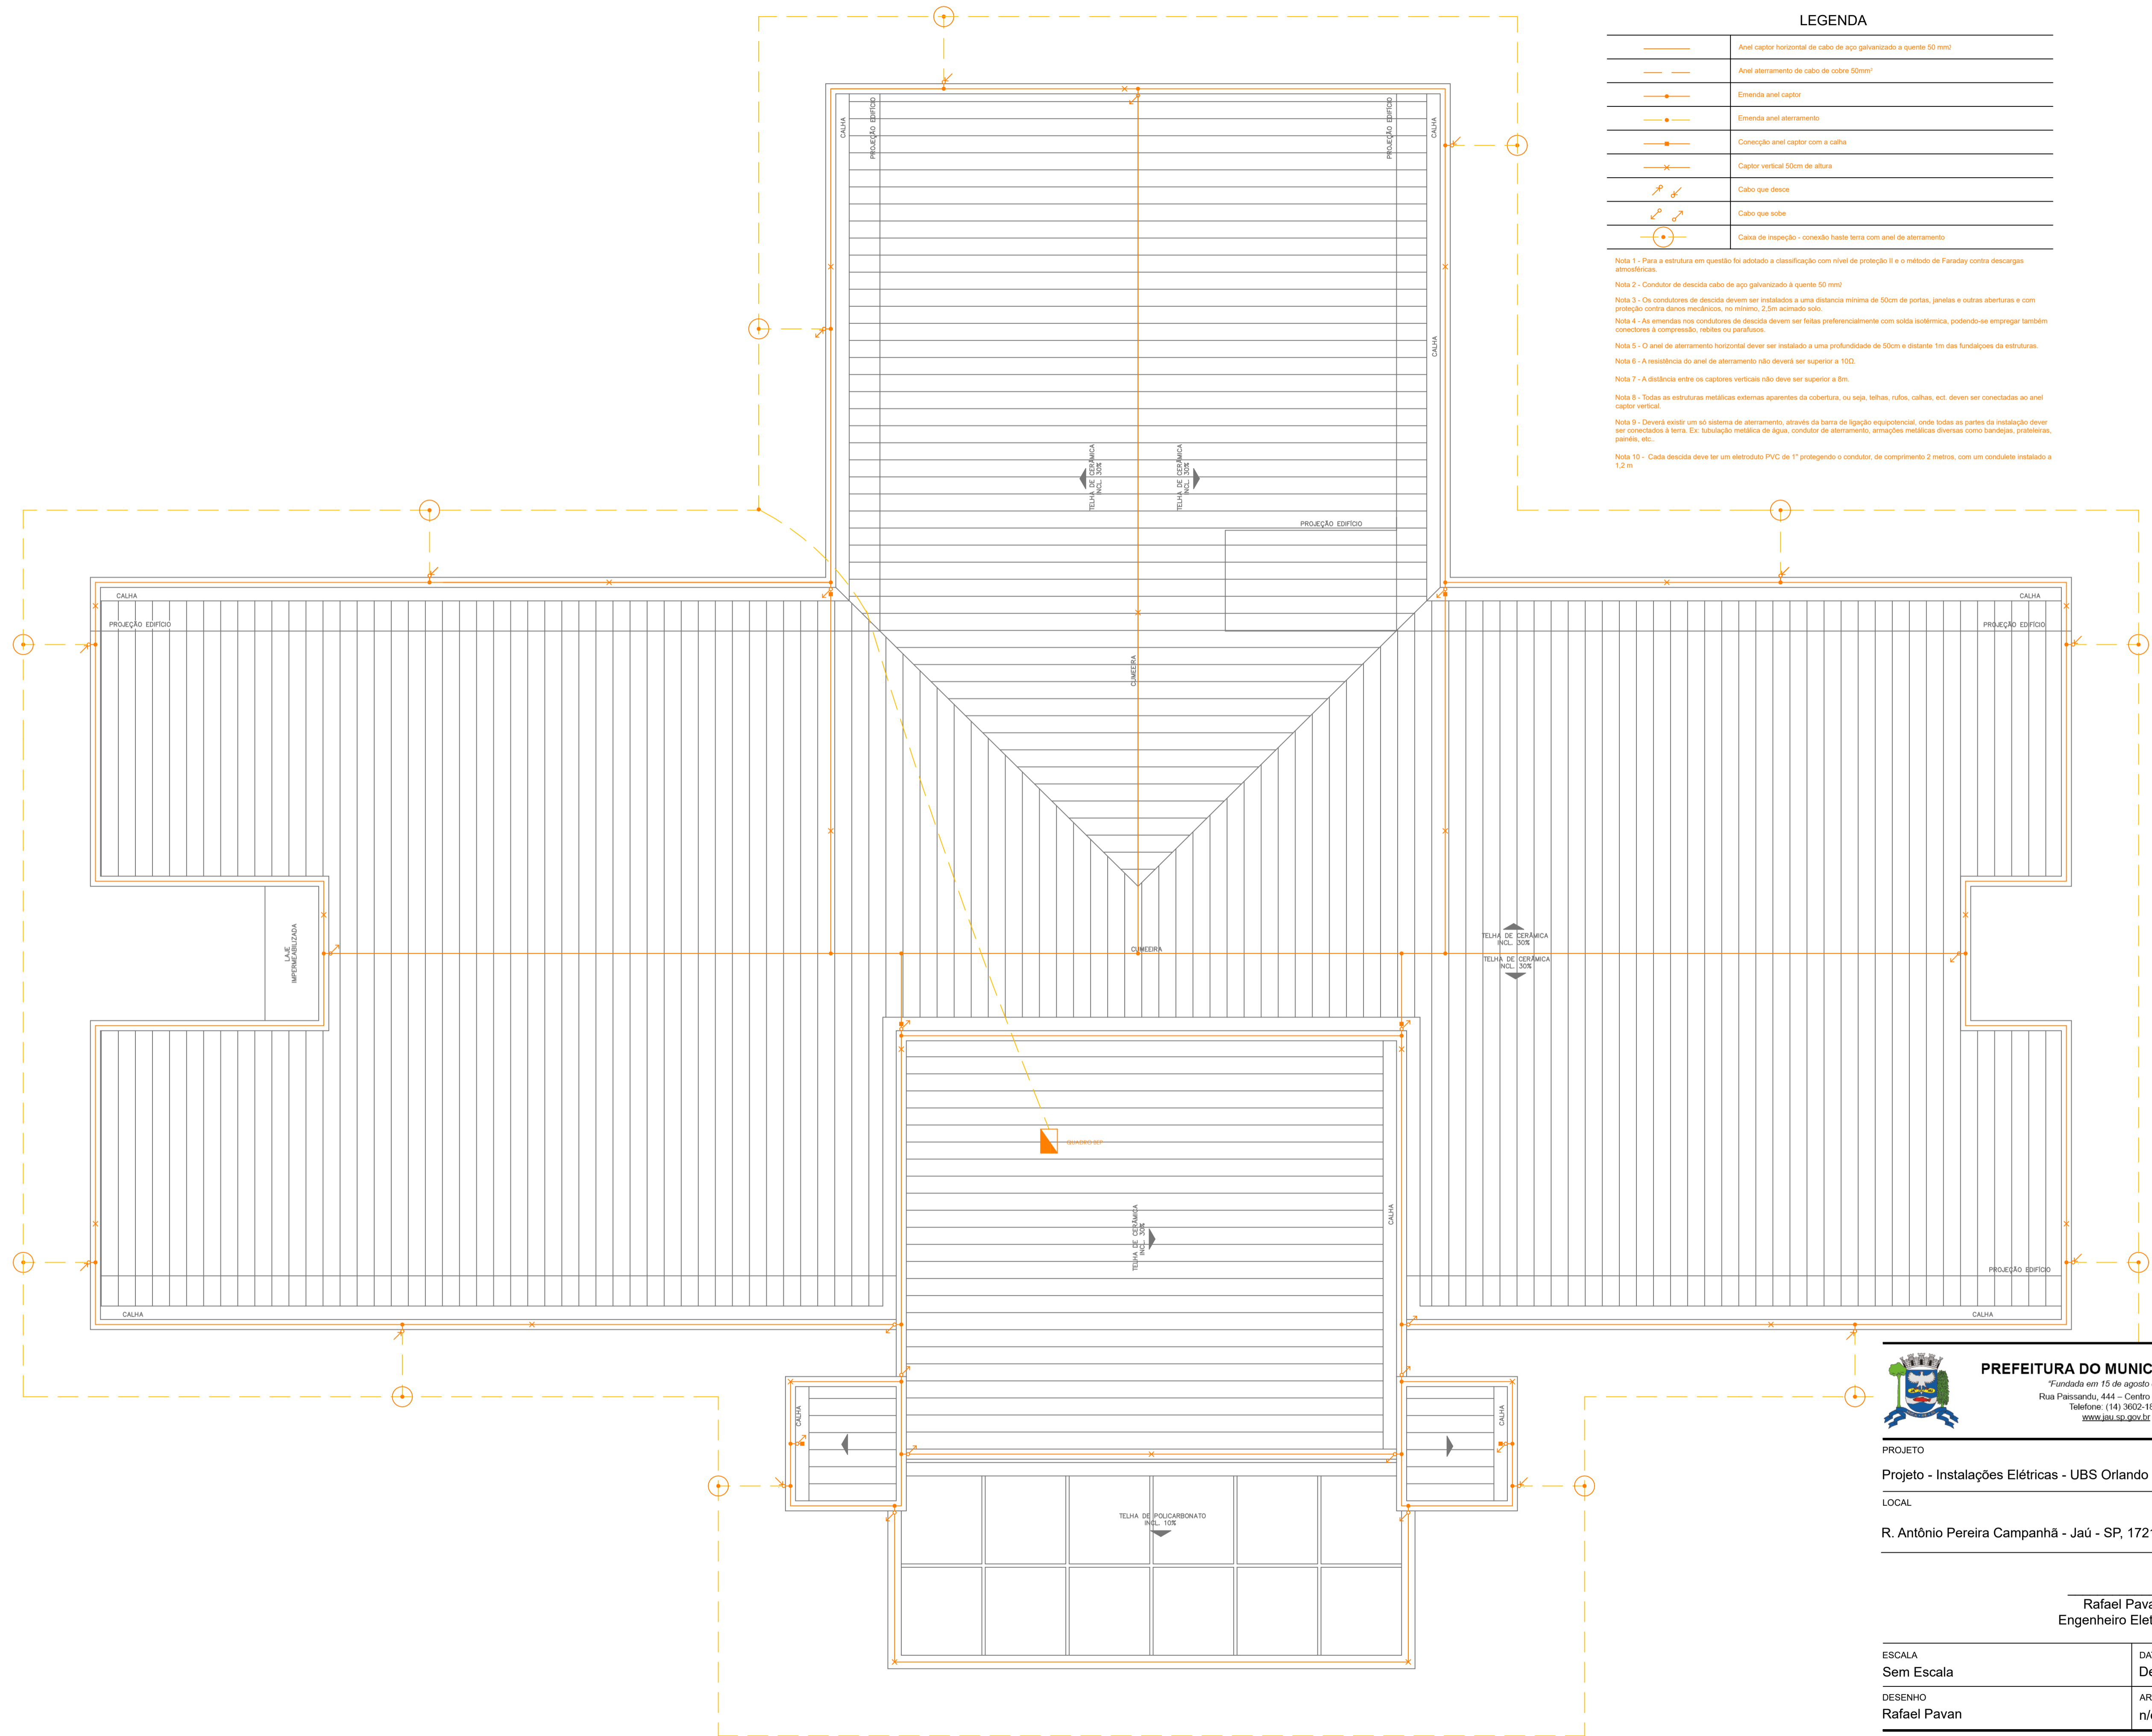 LEGENDA
Anel captor horizontal de cabo de aço galvanizado a quente 50 mm²
Anel aterramento de cabo de cobre 50mm²
Emenda anel captor
Emenda anel aterramento
Conecção anel captor com a calha
Captor vertical 50cm de altura
Cabo que desce
Cabo que sobe
Caixa de inspeção - conexão haste terra com anel de aterramento
Nota 1 - Para a estrutura em questão foi adotado a classificação com nível de proteção II e o método de Faraday contra descargas
atmosféricas.
Nota 2 - Condutor de descida cabo de aço galvanizado à quente 50 mm²
Nota 3 - Os condutores de descida devem ser instalados a uma distancia mínima de 50cm de portas, janelas e outras aberturas e com
proteção contra danos mecânicos, no mínimo, 2,5m acimado solo.
Nota 4 - As emendas nos condutores de descida devem ser feitas preferencialmente com solda isotérmica, podendo-se empregar também
conectores à compressão, rebites ou parafusos.
Nota 5 - O anel de aterramento horizontal dever ser instalado a uma profundidade de 50cm e distante 1m das fundalçoes da estruturas.
Nota 6 - A resistência do anel de aterramento não deverá ser superior a 10Ω.
Nota 7 - A distância entre os captores verticais não deve ser superior a 8m.
Nota 8 - Todas as estruturas metálicas externas aparentes da cobertura, ou seja, telhas, rufos, calhas, ect. deven ser conectadas ao anel
captor vertical.
Nota 9 - Deverá existir um só sistema de aterramento, através da barra de ligação equipotencial, onde todas as partes da instalação dever
ser conectados à terra. Ex: tubulação metálica de água, condutor de aterramento, armações metálicas diversas como bandejas, prateleiras,
painéis, etc..
Nota 10 - Cada descida deve ter um eletroduto PVC de 1" protegendo o condutor, de comprimento 2 metros, com um condulete instalado a
1,2 m
CALHA
PROJEÇÃO EDIFÍCIO
PROJEÇÃO EDIFÍCIO
CALHA
CALHA
TELHA DE CERÂMICA
INCL. 30%
TELHA DE CERÂMICA
INCL. 30%
PROJEÇÃO EDIFÍCIO
CALHA
PROJEÇÃO EDIFÍCIO
CALHA
PROJEÇÃO EDIFÍCIO
CUMEEIRA
LAJE
IMPERMEABILIZADA
CUMEEIRA
TELHA DE CERÂMICA
INCL. 30%
TELHA DE CERÂMICA
INCL. 30%
QUADRO BEP
TELHA DE CERÂMICA
INCL. 30%
CALHA
PROJEÇÃO EDIFÍCIO
CALHA
CALHA
CALHA
CALHA
TELHA DE POLICARBONATO
INCL. 10%
PREFEITURA DO MUNIC
"Fundada em 15 de agosto
Rua Paissandu, 444 – Centro
Telefone: (14) 3602-18
www.jau.sp.gov.br
PROJETO
Projeto - Instalações Elétricas - UBS Orlando
LOCAL
R. Antônio Pereira Campanhã - Jaú - SP, 172
Rafael Pava
Engenheiro Elet
ESCALA
DA
Sem Escala
De
DESENHO
AR
Rafael Pavan
n/